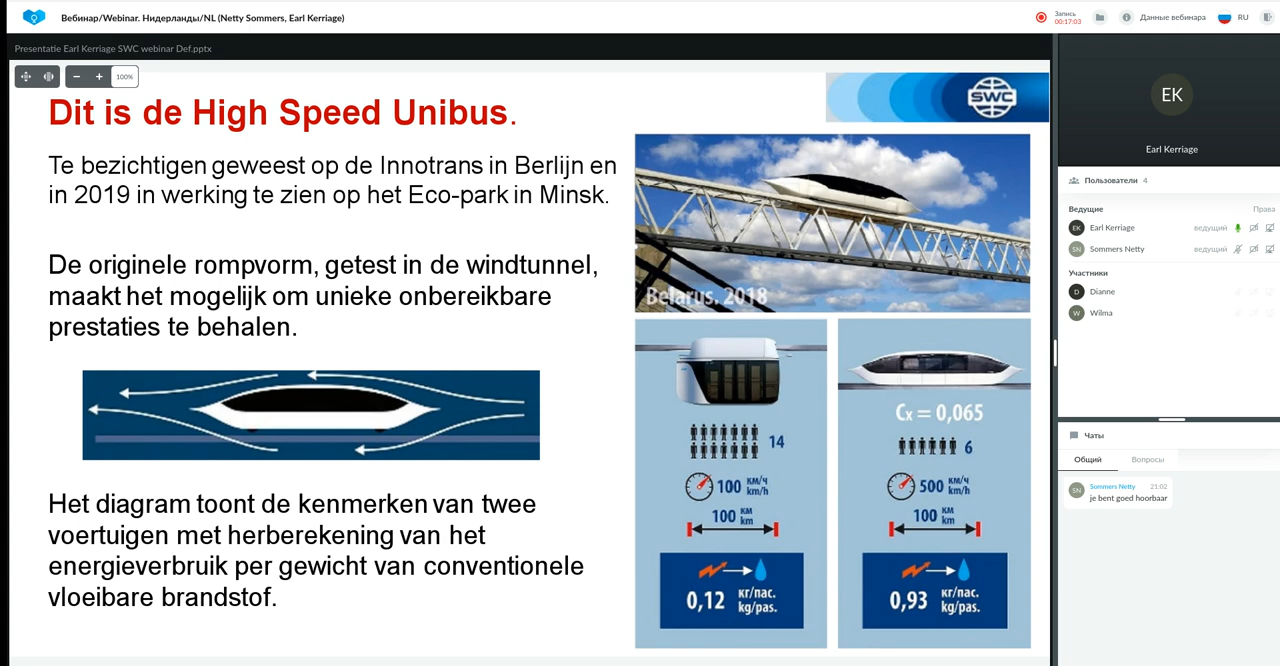 Вебинар/Webinar. Нидерланды/NL (Netty Sommers, Earl Kerriage)
Запись
00:17:03
Данные вебинара
RU
Presentatie Earl Kerriage SWC webinar Def.pptx
100%
Dit is de High Speed Unibus.
SWC
Te bezichtigen geweest op de Innotrans in Berlijn en
in 2019 in werking te zien op het Eco-park in Minsk.
De originele rompvorm, getest in de windtunnel,
maakt het mogelijk om unieke onbereikbare
prestaties te behalen.
Het diagram toont de kenmerken van twee
voertuigen met herberekening van het
energieverbruik per gewicht van conventionele
vloeibare brandstof.
Belarus, 2018
14
100 км/ч
km/h
100 км
km
0,12 кг/пас.
kg/pas.
Cx = 0,065
6
500 км/ч
km/h
100 км
km
0,93 кг/пас.
kg/pas.
EK
Earl Kerriage
Пользователи 4
Ведущие Права
EK Earl Kerriage ведущий
SN Sommers Netty ведущий
Участники
D Dianne
W Wilma
Чаты
Общий Вопросы
SN Sommers Netty 21:02
je bent goed hoorbaar